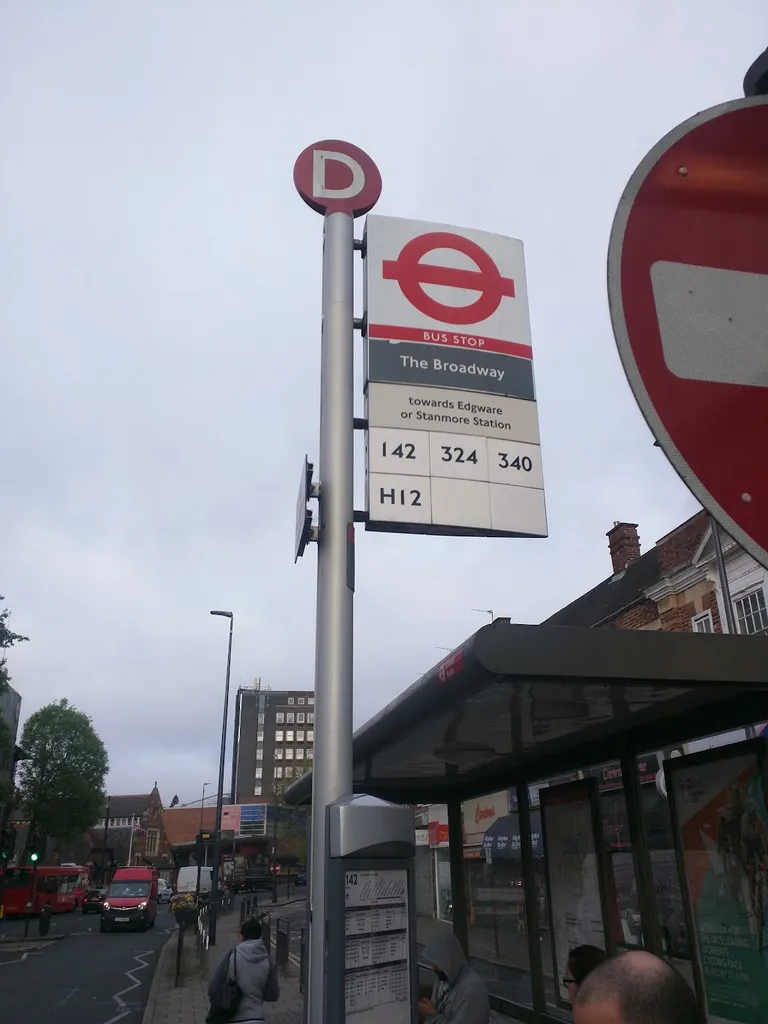 D
BUS STOP
The Broadway
towards Edgware
or Stanmore Station
142 324 340
H12
142